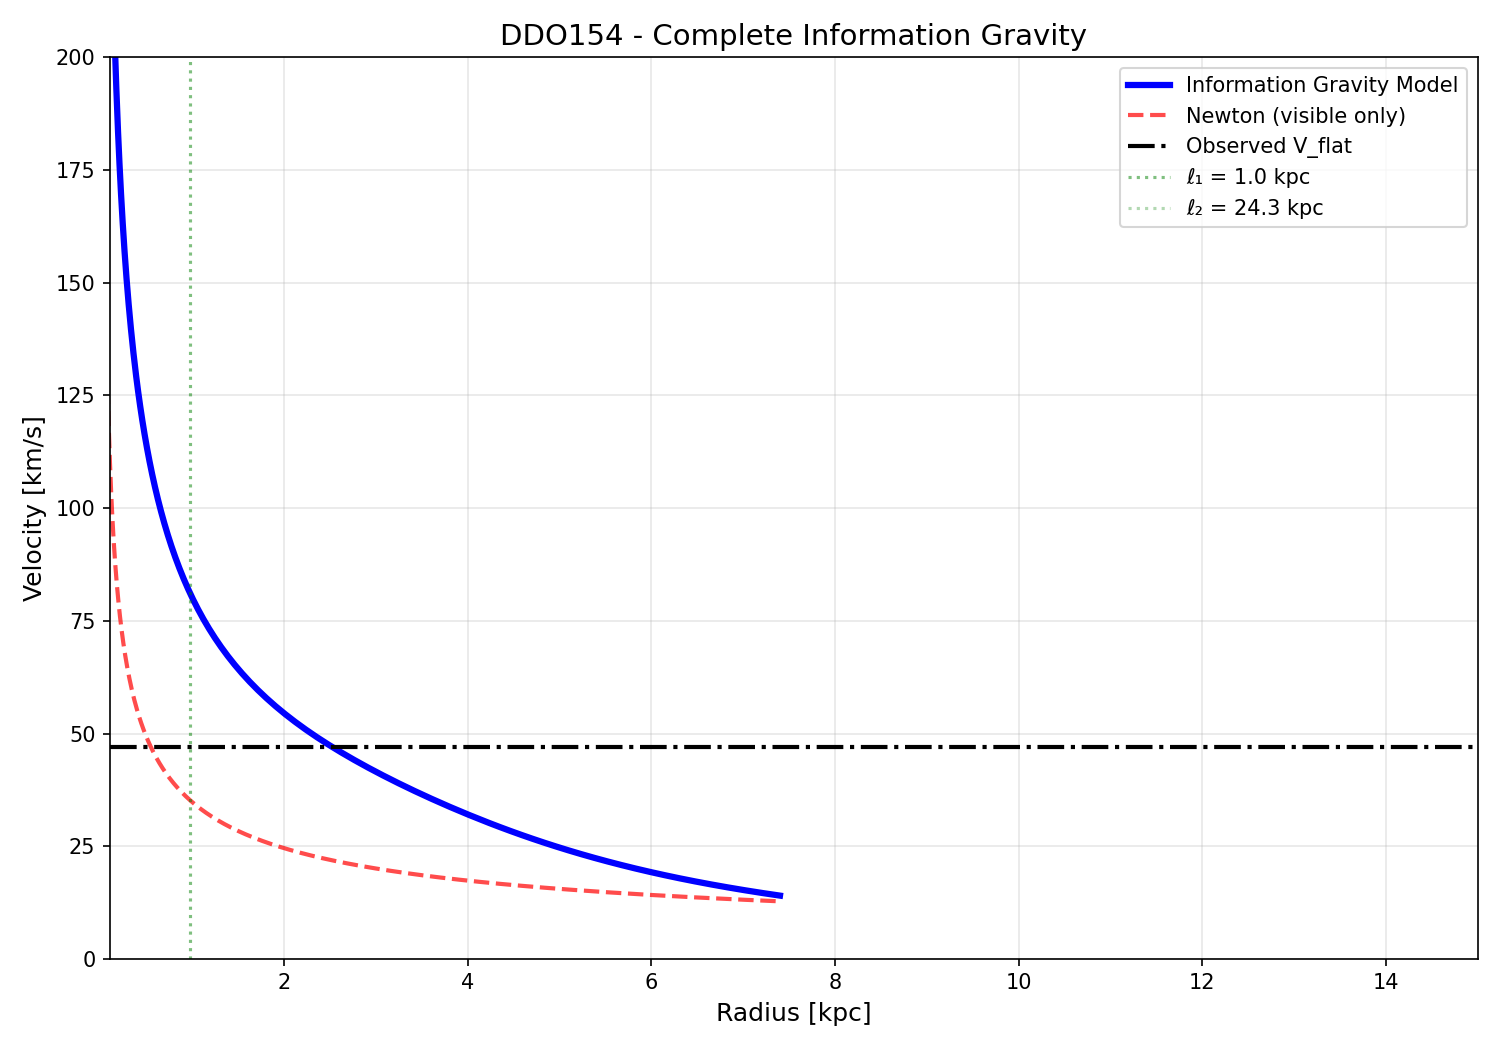 DDO154 - Complete Information Gravity
Information Gravity Model
Newton (visible only)
Observed V_flat
ℓ₁ = 1.0 kpc
ℓ₂ = 24.3 kpc
Velocity [km/s]
200
175
150
125
100
75
50
25
0
2
4
6
8
10
12
14
Radius [kpc]